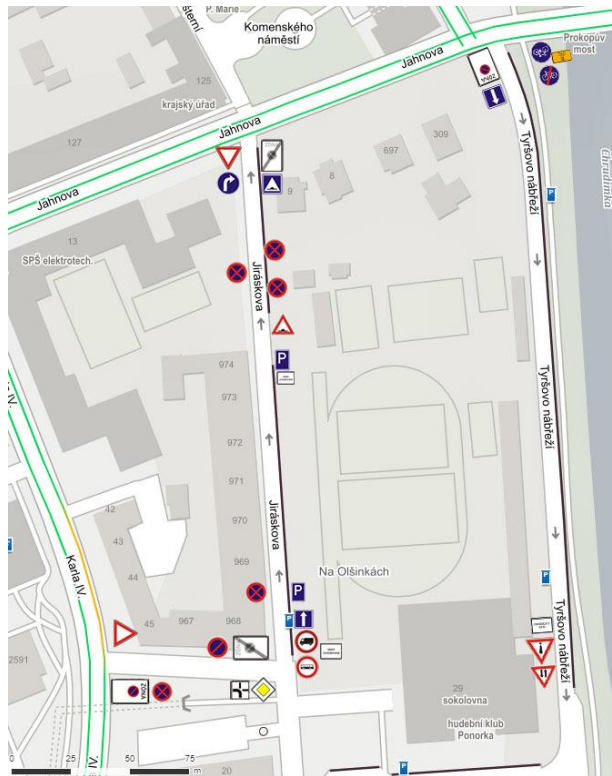 P. Marie
Komenského
náměstí
Prokopův
most
Jahnova
125
krajský úřad
127
Jahnova
ZÓNA
Chrudimka
309
697
8
9
Tyršovo nábřeží
P
Jahnova
13
SPŠ elektrotech.
Jiráskova
P
974
973
972
971
970
969
Jiráskova
Tyršovo nábřeží
Karla IV.
42
43
44
45
967
968
Na Olšinkách
P
P
P
Tyršovo nábřeží
2591
ZÓNA
29
sokolovna
hudební klub
Ponorka
20
0 25 50 75
m